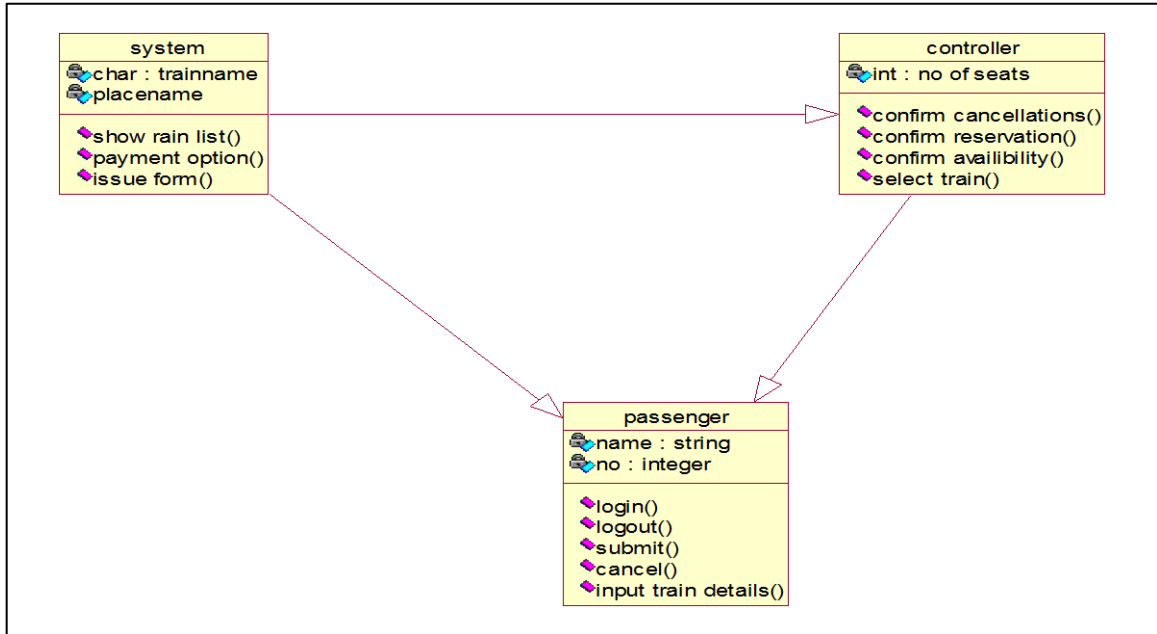 system
char : trainname
placename
show rain list()
payment option()
issue form()
controller
int : no of seats
confirm cancellations()
confirm reservation()
confirm availibility()
select train()
passenger
name : string
no : integer
login()
logout()
submit()
cancel()
input train details()